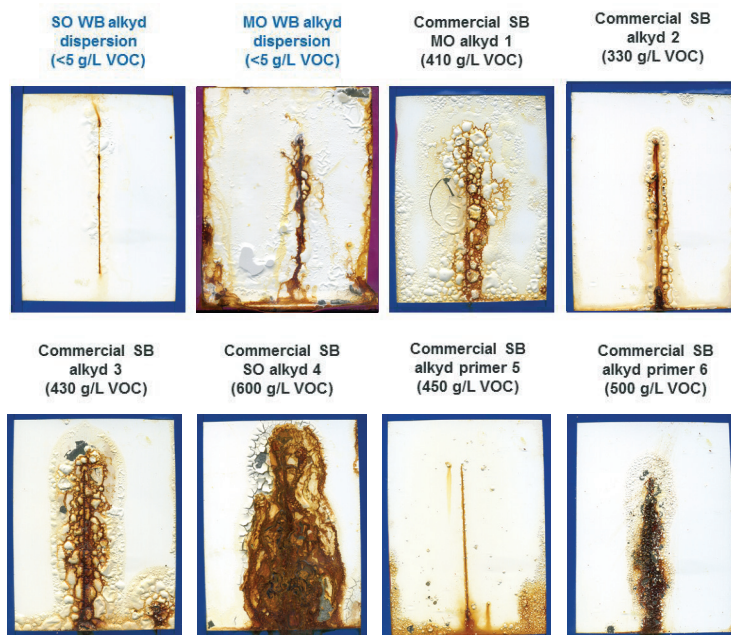 SO WB alkyd
dispersion
(<5 g/L VOC)
MO WB alkyd
dispersion
(<5 g/L VOC)
Commercial SB
MO alkyd 1
(410 g/L VOC)
Commercial SB
alkyd 2
(330 g/L VOC)
Commercial SB
alkyd 3
(430 g/L VOC)
Commercial SB
SO alkyd 4
(600 g/L VOC)
Commercial SB
alkyd primer 5
(450 g/L VOC)
Commercial SB
alkyd primer 6
(500 g/L VOC)